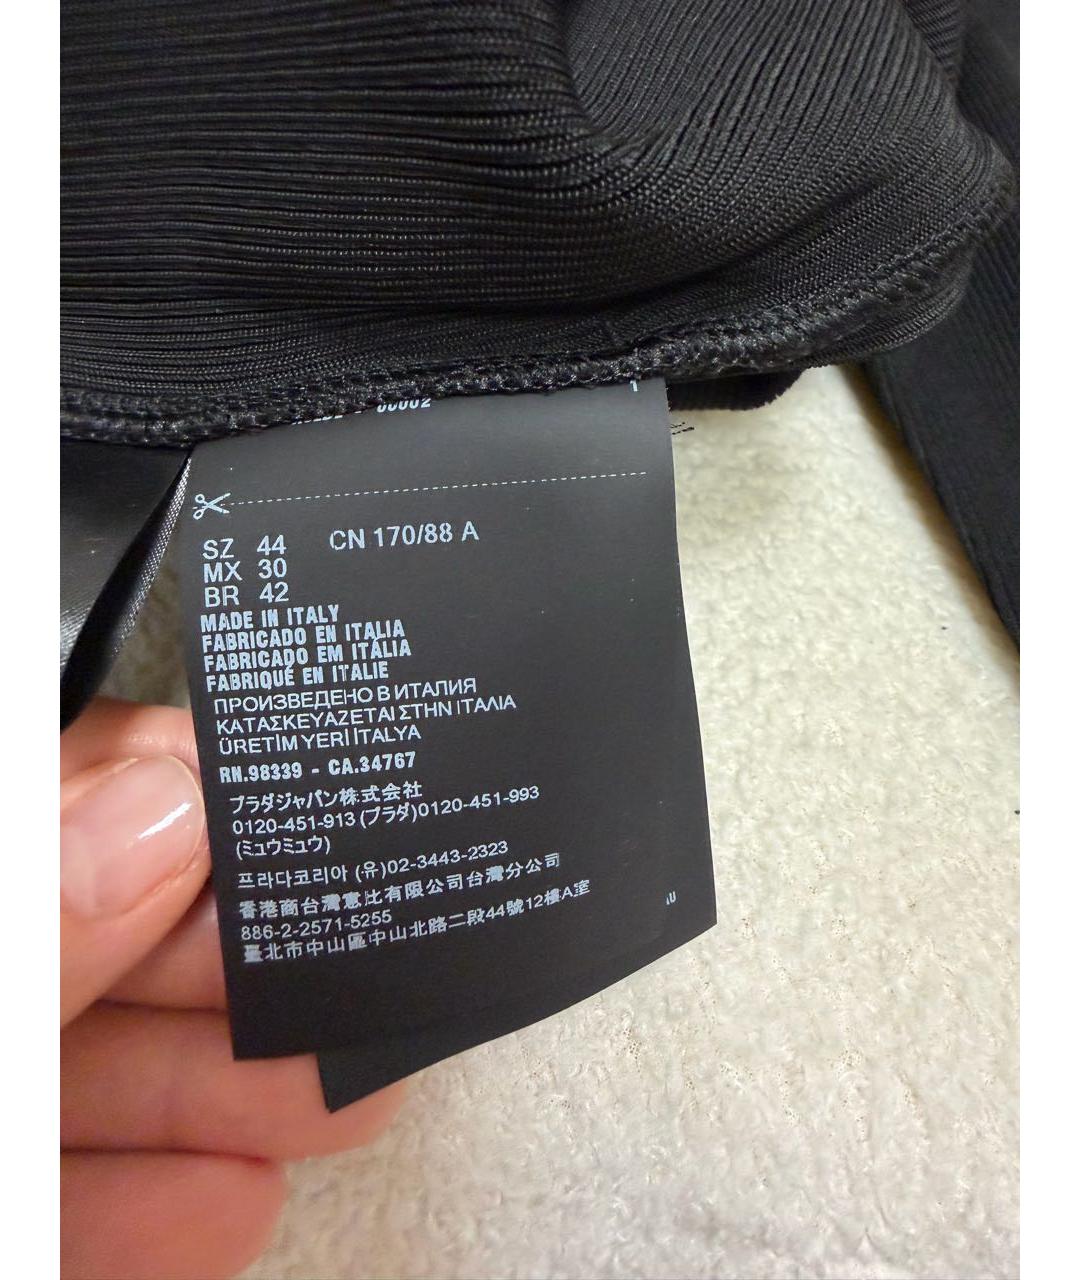 00002
1
SZ 44 CN 170/88 A
MX 30
BR 42
MADE IN ITALY
FABRICADO EN ITALIA
FABRICADO EM ITÁLIA
FABRIQUÉ EN ITALIE
ПРОИЗВЕДЕНО В ИТАЛИЯ
ΚΑΤΑΣΚΕΥΑΖΕΤΑΙ ΣΤΗΝ ΙΤΑΛΙΑ
ÜRETİM YERİ İTALYA
RN.98339 - CA.34767
プラダジャパン株式会社
0120-451-913 (プラダ)0120-451-993
(ミュウミュウ)
프라다코리아 (유)02-3443-2323
香港商台灣意比有限公司台灣分公司
886-2-2571-5255
臺北市中山區中山北路二段44號12樓A室